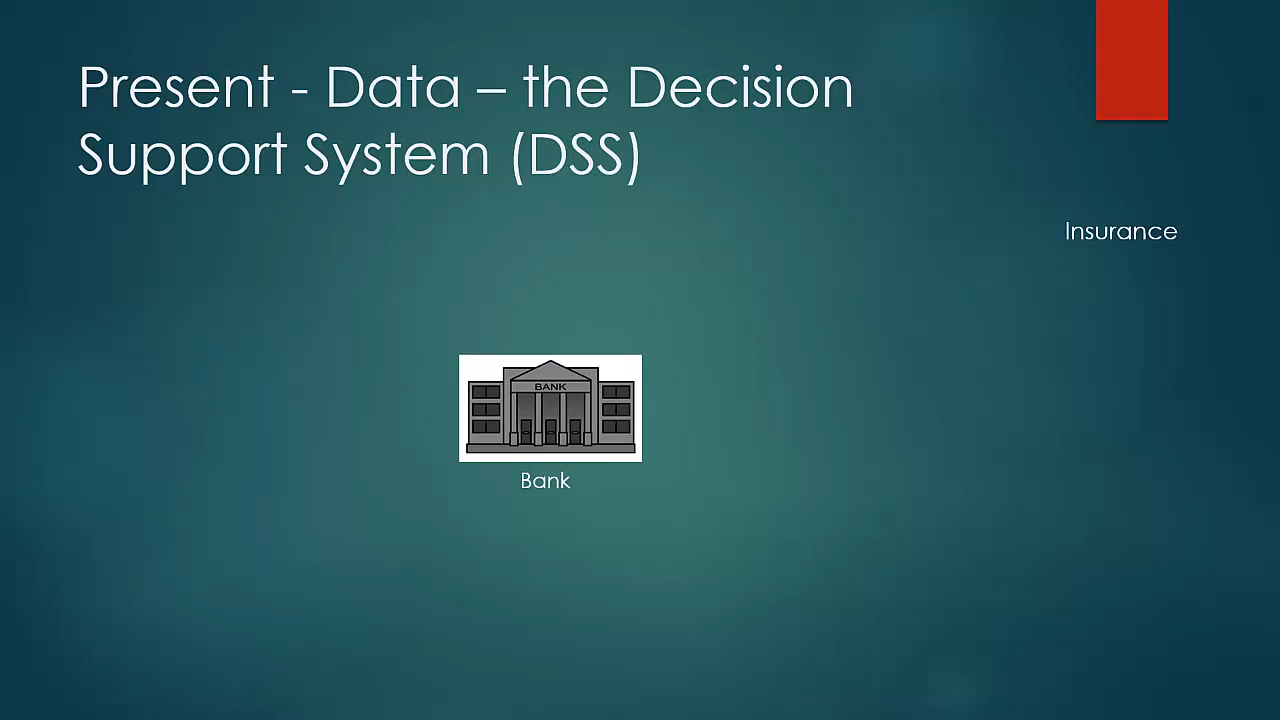 Present - Data – the Decision
Support System (DSS)
Insurance
BANK
Bank